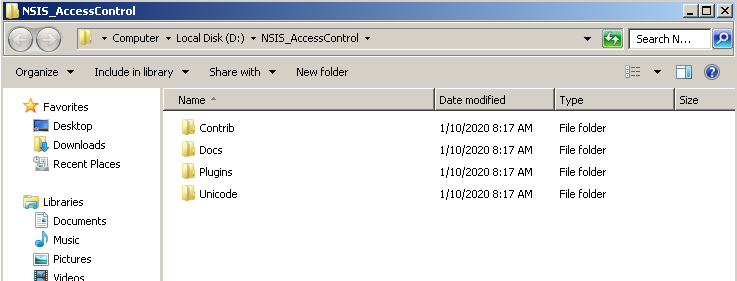 NSIS_AccessControl
Computer Local Disk (D:) NSIS_AccessControl Search N...
Organize Include in library Share with New folder
Favorites
Desktop
Downloads
Recent Places
Libraries
Documents
Music
Pictures
Videos
Name Date modified Type Size
Contrib 1/10/2020 8:17 AM File folder
Docs 1/10/2020 8:17 AM File folder
Plugins 1/10/2020 8:17 AM File folder
Unicode 1/10/2020 8:17 AM File folder